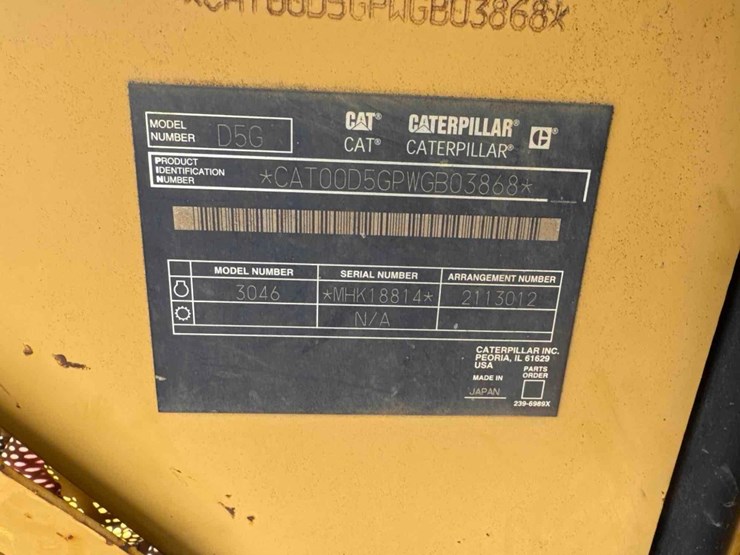 *CAT00D5GPWGB03868*
MODEL NUMBER D5G
CAT® CATERPILLAR® C®
CAT® CATERPILLAR®
PRODUCT IDENTIFICATION NUMBER *CAT00D5GPWGB03868*
MODEL NUMBER SERIAL NUMBER ARRANGEMENT NUMBER
3046 *MHK18814* 2113012
N/A
CATERPILLAR INC.
PEORIA, IL 61629
USA
PARTS ORDER
MADE IN
JAPAN
239-6989X